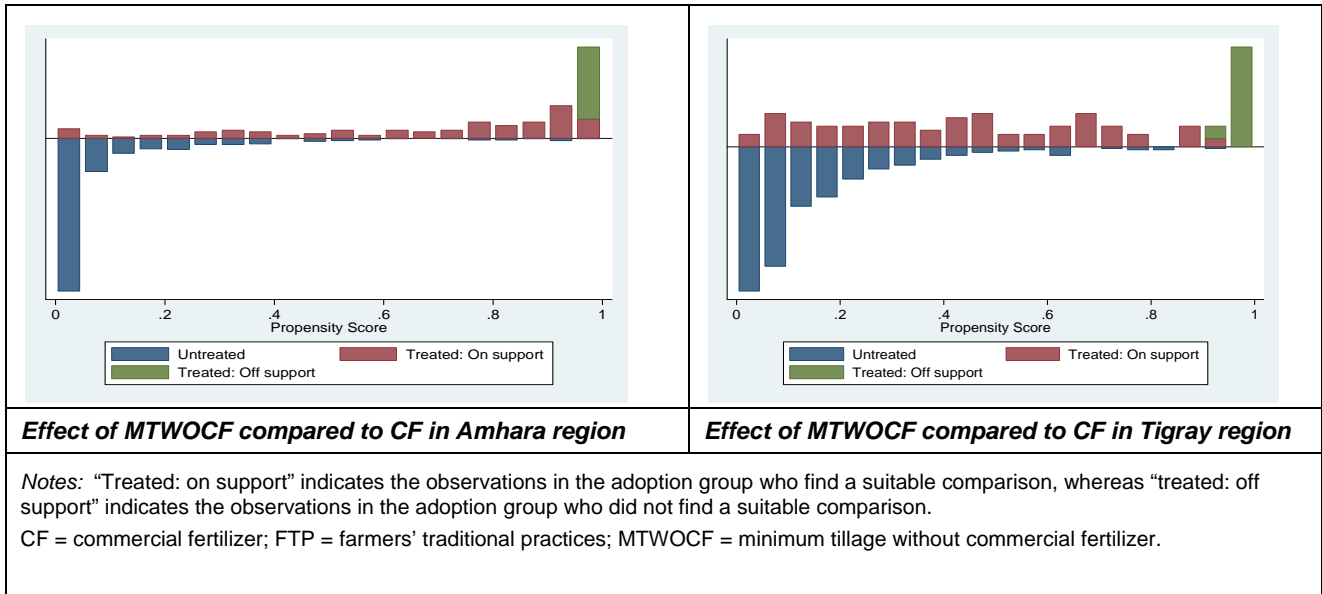 0 .2 .4 .6 .8 1
Propensity Score
Untreated Treated: On support
Treated: Off support
0 .2 .4 .6 .8 1
Propensity Score
Untreated Treated: On support
Treated: Off support
Effect of MTWOCF compared to CF in Amhara region
Effect of MTWOCF compared to CF in Tigray region
Notes: “Treated: on support” indicates the observations in the adoption group who find a suitable comparison, whereas “treated: off
support” indicates the observations in the adoption group who did not find a suitable comparison.
CF = commercial fertilizer; FTP = farmers’ traditional practices; MTWOCF = minimum tillage without commercial fertilizer.